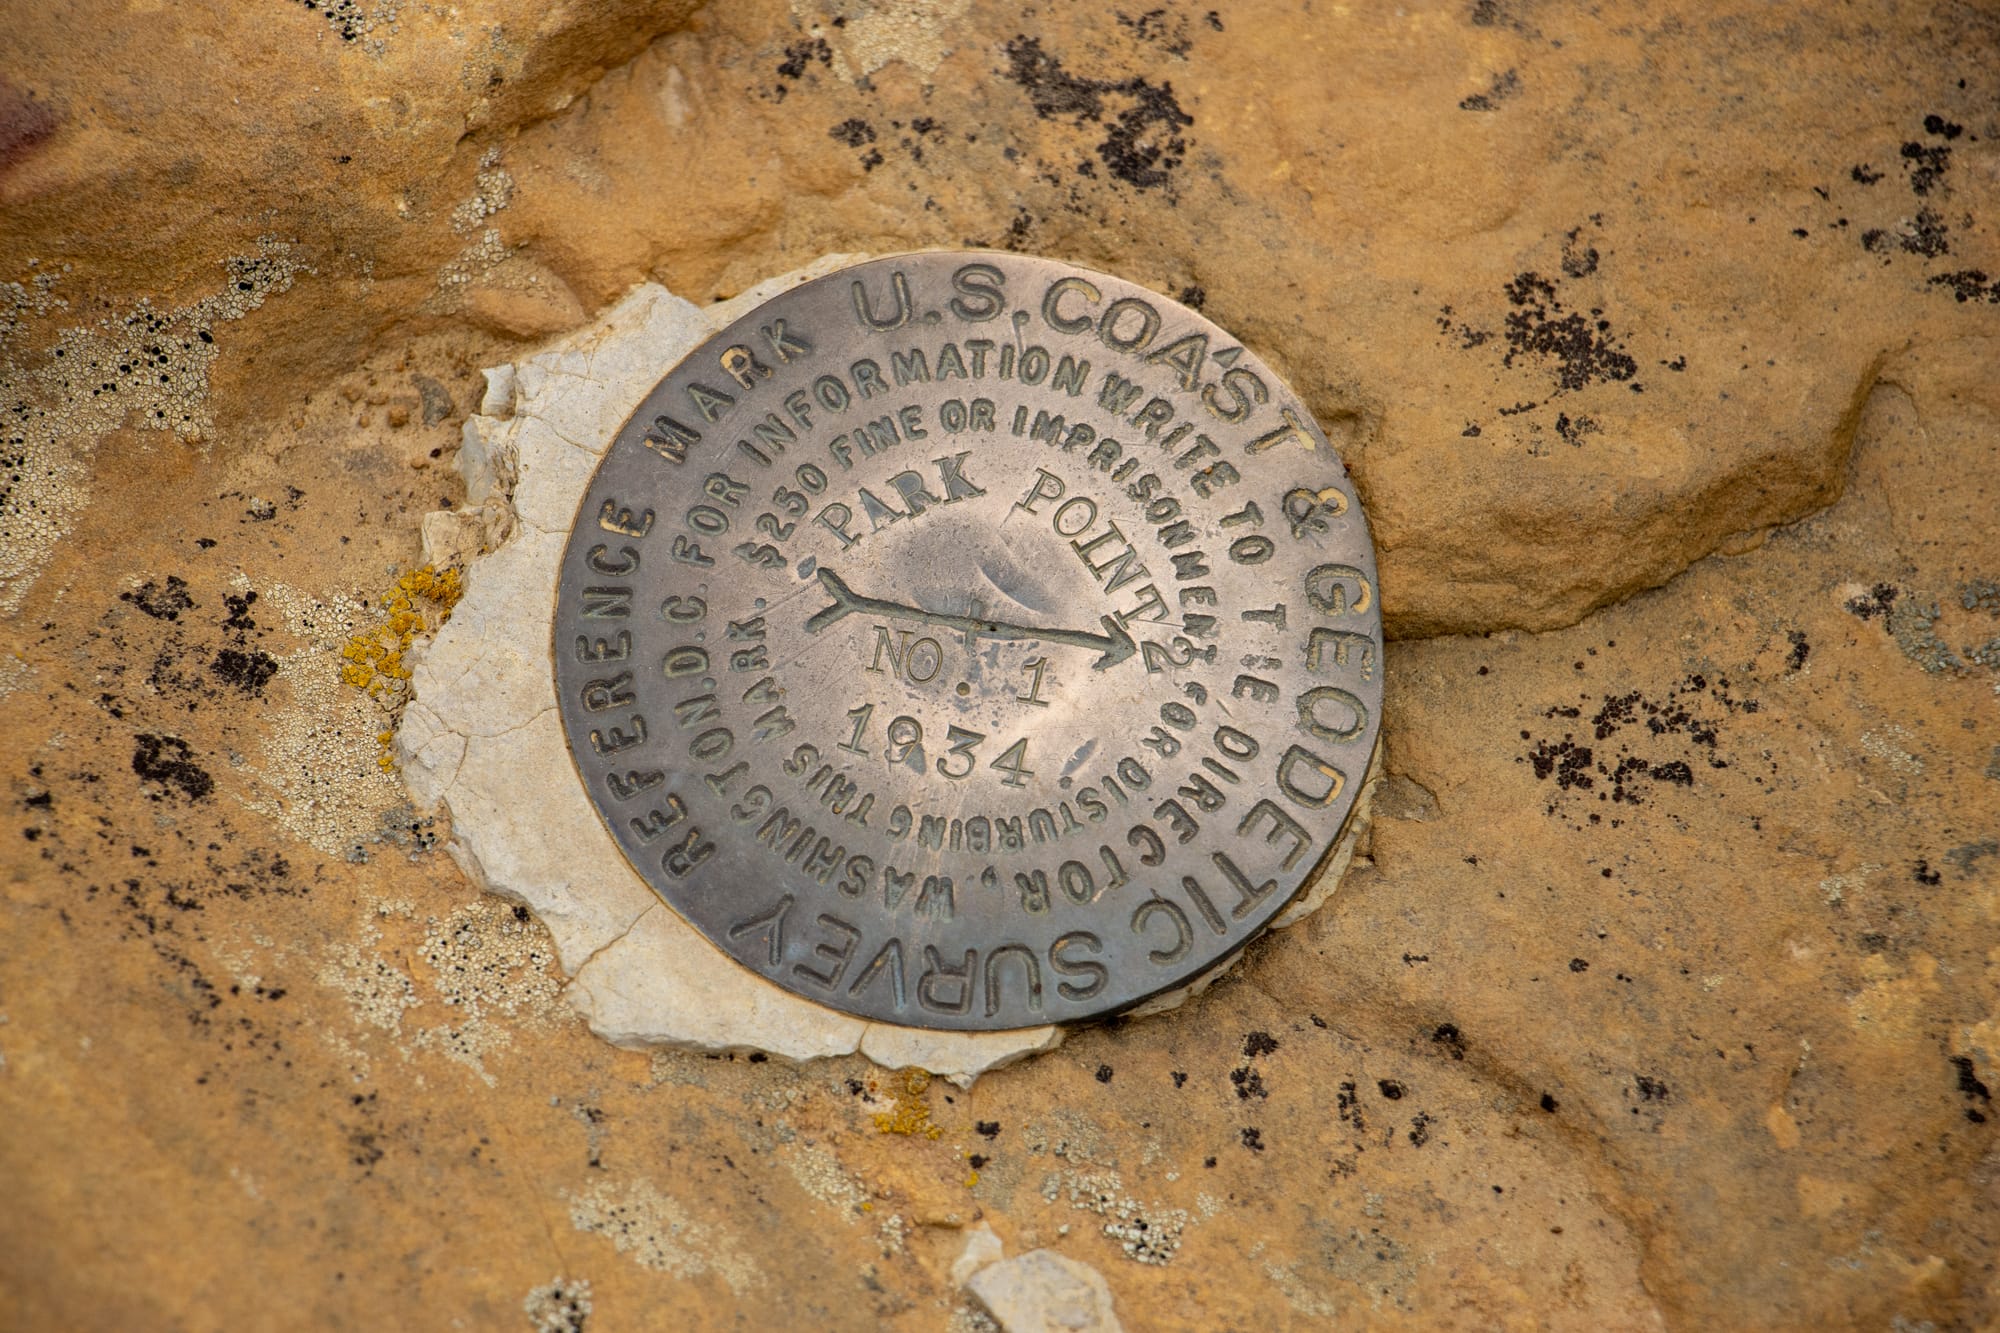 U.S. COAST & GEODETIC SURVEY REFERENCE MARK
FOR INFORMATION WRITE TO THE DIRECTOR, WASHINGTON, D.C.
$250 FINE OR IMPRISONMENT FOR DISTURBING THIS MARK.
PARK POINT 2
NO. 1
1934